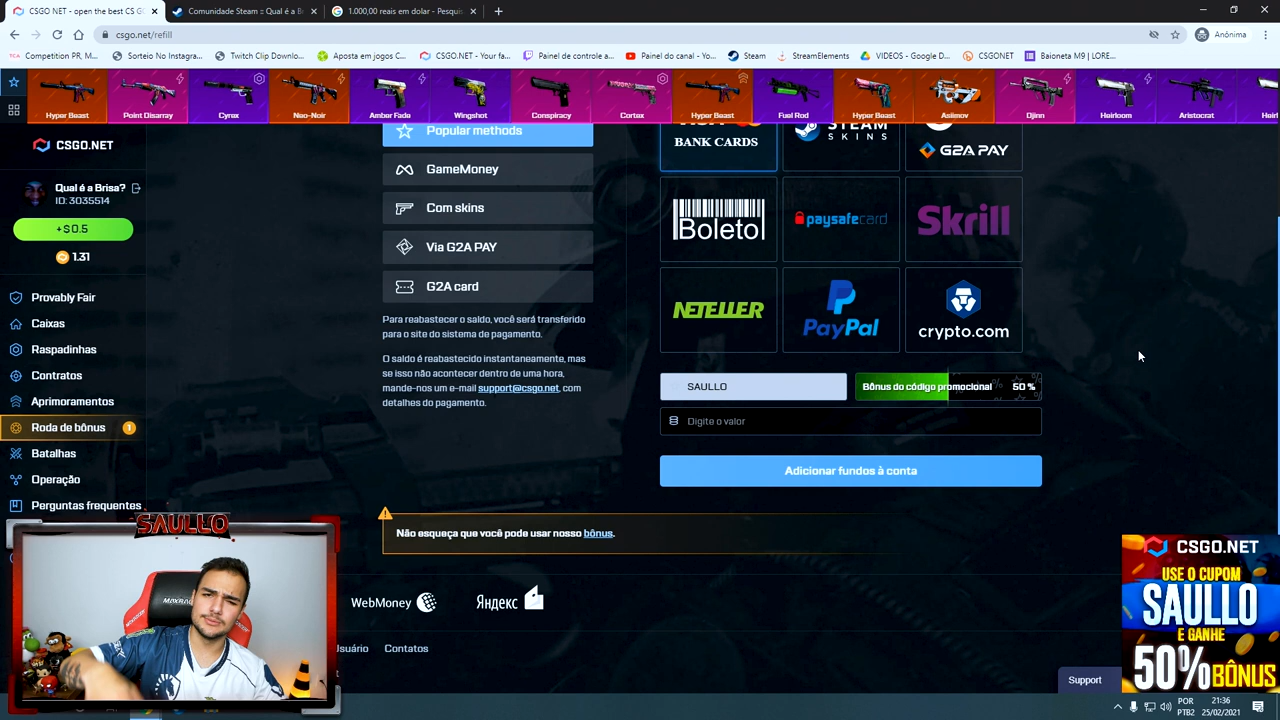 CSGO NET - open the best CS GO
Comunidade Steam :: Qual é a Br
1.000,00 reais em dolar - Pesquis
csgo.net/refill
Anônima
Competition PR, M...
Sorteio No Instagra...
Twitch Clip Downlo...
Aposta em jogos C...
CSGO.NET - Your fa...
Painel de controle a...
Painel do canal - Yo...
Steam
StreamElements
VIDEOS - Google D...
CSGONET
Baioneta M9 | LORE...
Hyper Beast
Point Disarray
Cyrex
Neo-Noir
Amber Fade
Wingshot
Conspiracy
Cortex
Hyper Beast
Fuel Rod
Hyper Beast
Asiimov
Djinn
Heirloom
Aristocrat
Heirl
CSGO.NET
Qual é a Brisa?
ID: 3035514
+$ 0.5
1.31
Provably Fair
Caixas
Raspadinhas
Contratos
Aprimoramentos
Roda de bônus
1
Batalhas
Operação
Perguntas frequentes
Popular methods
GameMoney
Com skins
Via G2A PAY
G2A card
Para reabastecer o saldo, você será transferido
para o site do sistema de pagamento.
O saldo é reabastecido instantaneamente, mas
se isso não acontecer dentro de uma hora,
mande-nos um e-mail support@csgo.net, com
detalhes do pagamento.
BANK CARDS
STEAM
SKINS
G2A PAY
Boleto
paysafecard
Skrill
NETELLER
PayPal
crypto.com
SAULLO
Bônus do código promocional 50 %
Digite o valor
Adicionar fundos à conta
Não esqueça que você pode usar nosso bônus.
WebMoney
Яндекс
Contatos
SAULLO
CSGO.NET
USE O CUPOM
SAULLO
E GANHE
50% BÔNUS
Support
POR
PTB2
21:36
25/02/2021